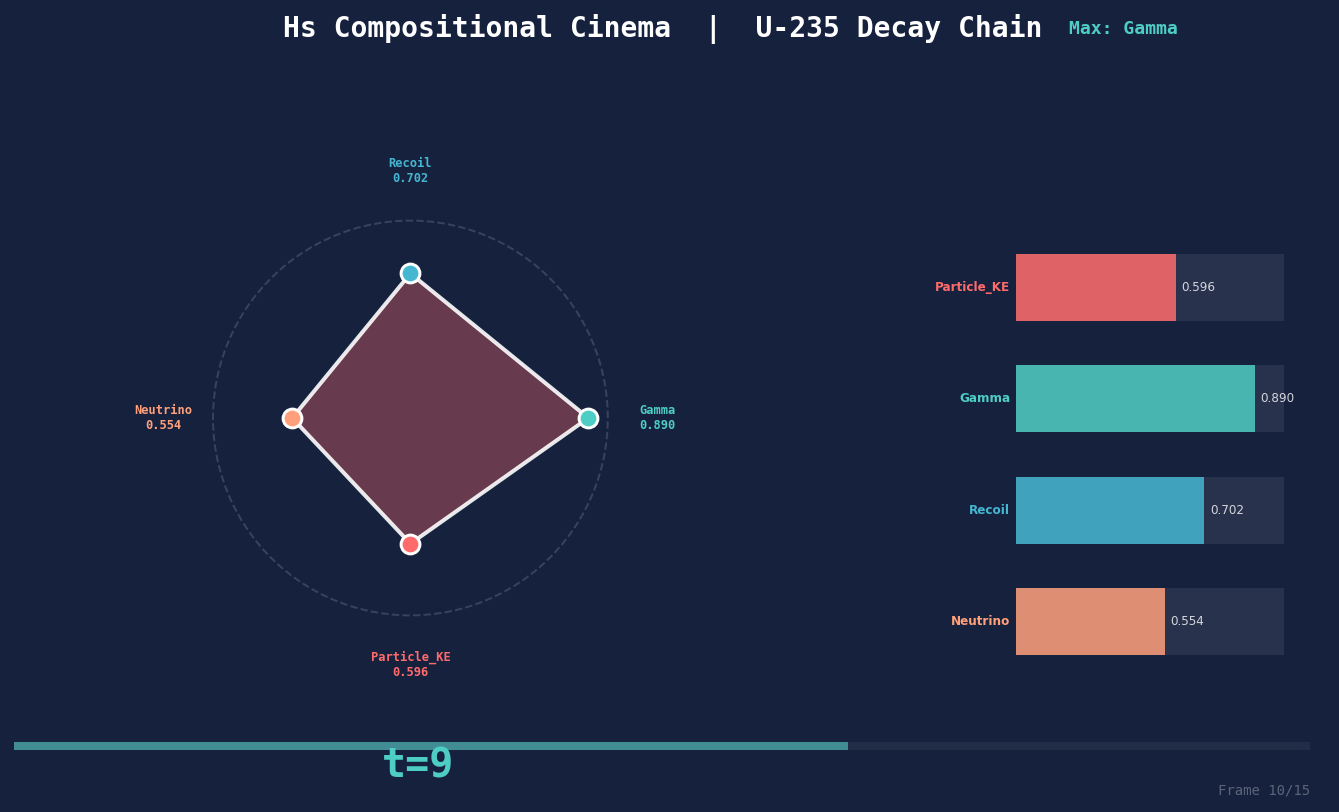 Hs Compositional Cinema | U-235 Decay Chain
Max: Gamma
Recoil
0.702
Neutrino
0.554
Gamma
0.890
Particle_KE
0.596
Particle_KE
0.596
Gamma
0.890
Recoil
0.702
Neutrino
0.554
t=9
Frame 10/15